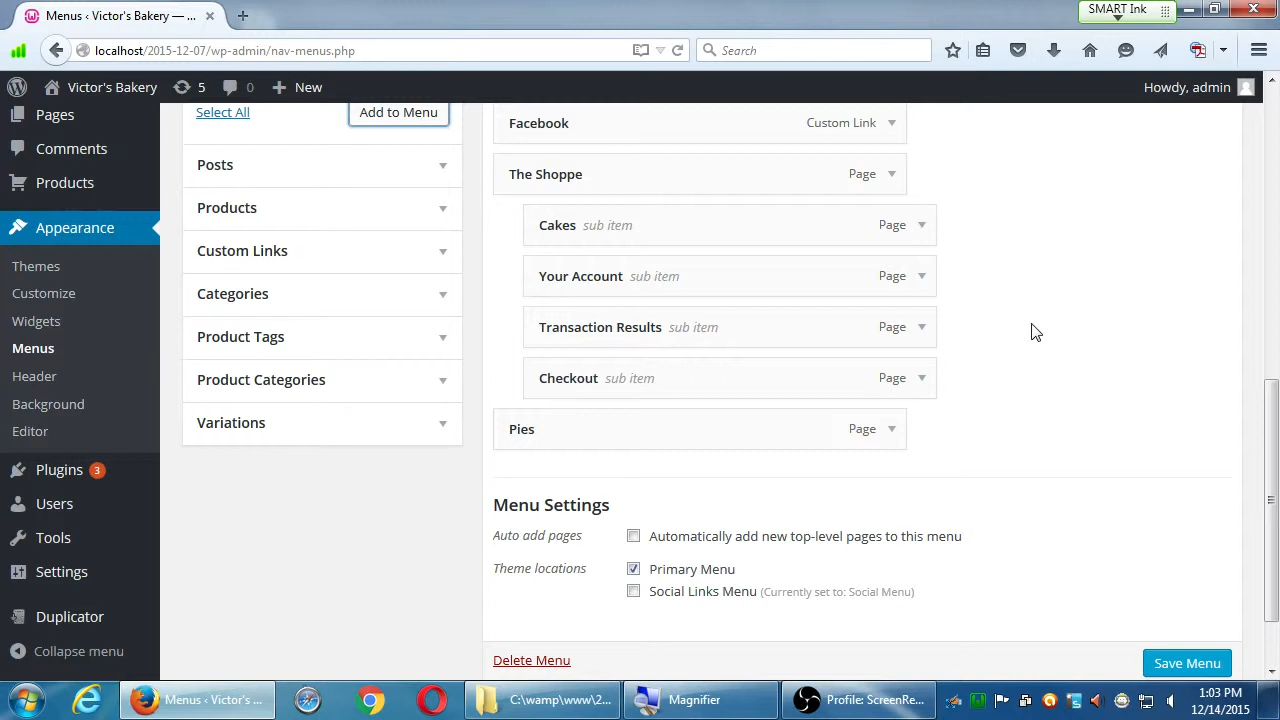 Menus ‹ Victor's Bakery — ...
SMART Ink
localhost/2015-12-07/wp-admin/nav-menus.php
Search
Victor's Bakery
5
0
New
Howdy, admin
Pages
Comments
Products
Appearance
Themes
Customize
Widgets
Menus
Header
Background
Editor
Plugins 3
Users
Tools
Settings
Duplicator
Collapse menu
Select All
Add to Menu
Posts
Products
Custom Links
Categories
Product Tags
Product Categories
Variations
Facebook Custom Link
The Shoppe Page
Cakes sub item Page
Your Account sub item Page
Transaction Results sub item Page
Checkout sub item Page
Pies Page
Menu Settings
Auto add pages Automatically add new top-level pages to this menu
Theme locations Primary Menu
Social Links Menu (Currently set to: Social Menu)
Delete Menu
Save Menu
Menus ‹ Victor's ...
C:\wamp\www\2...
Magnifier
Profile: ScreenRe...
1:03 PM
12/14/2015